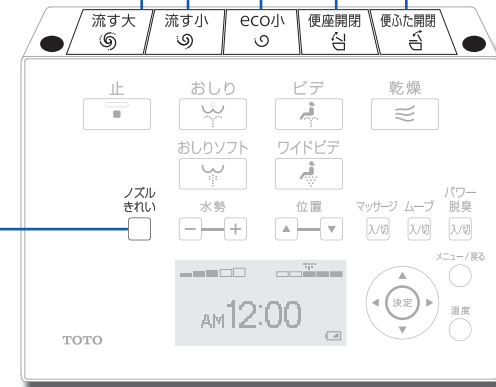 流す大 流す小 eco小 便座開閉 便ふた開閉
止 おしり ビデ 乾燥
おしりソフト ワイドビデ
ノズル
きれい
水勢 位置 マッサージ ムーブ パワー
脱臭
− + ▲ ▼ 入/切 入/切 入/切
メニュー/戻る
決定
温度
AM12:00
TOTO